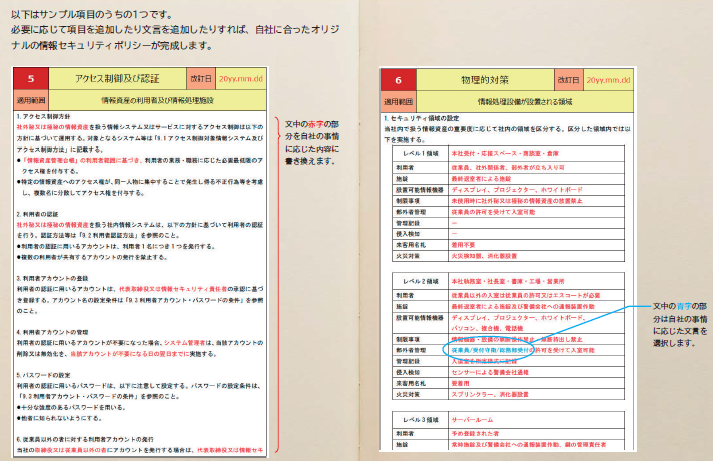 以下はサンプル項目のうちの1つです。
必要に応じて項目を追加したり文言を追加したりすれば、自社に合ったオリジ
ナルの情報セキュリティポリシーが完成します。
5 アクセス制御及び認証 改訂日 20yy.mm.dd
適用範囲 情報資産の利用者及び情報処理施設
1. アクセス制御方針
社外秘又は極秘の情報資産を扱う情報システム又はサービスに対するアクセス制御は以下の
方針に基づいて運用する。対象となるシステム等は「9.1 アクセス制御対象情報システム及び
アクセス制御方法」に記載する。
●「情報資産管理台帳」の利用者範囲に基づき、利用者の業務・職務に応じた必要最低限のア
クセス権を付与する。
●特定の情報資産へのアクセス権が、同一人物に集中することで発生し得る不正行為等を考慮
し、複数名に分散してアクセス権を付与する。
2. 利用者の認証
社外秘又は極秘の情報資産を扱う社内情報システムは、以下の方針に基づいて利用者の認証
を行う。認証方法等は「9.2 利用者認証方法」を参照のこと。
●利用者の認証に用いるアカウントは、利用者1名につき1つを発行する。
●複数の利用者が共有するアカウントの発行を禁止する。
3. 利用者アカウントの登録
利用者の認証に用いるアカウントは、代表取締役又は情報セキュリティ責任者の承認に基づ
き登録する。アカウント名の設定条件は「9.3 利用者アカウント・パスワードの条件」を参照
のこと。
4. 利用者アカウントの管理
利用者の認証に用いるアカウントが不要になった場合、システム管理者は、当該アカウントの
削除又は無効化を、当該アカウントが不要になる日の翌日までに実施する。
5. パスワードの設定
利用者の認証に用いるパスワードは、以下に注意して設定する。パスワードの設定条件は、
「9.3 利用者アカウント・パスワードの条件」を参照のこと。
●十分な強度のあるパスワードを用いる。
●他者に知られないようにする。
6. 従業員以外の者に対する利用者アカウントの発行
当社の取締役又は従業員以外の者にアカウントを発行する場合は、代表取締役又は情報セキ
文中の赤字の部
分を自社の事情
に応じた内容に
書き換えます。
6 物理的対策 改訂日 20yy.mm.dd
適用範囲 情報処理設備が設置される領域
1. セキュリティ領域の設定
当社内で扱う情報資産の重要度に応じて社内の領域を区分する。区分した領域内では以
下を実施する。
レベル1領域 本社受付・応接スペース・商談室・倉庫
利用者 従業員、社外関係者、部外者が立ち入り可
施錠 最終退室者による施錠
設置可能情報機器 ディスプレイ、プロジェクター、ホワイトボード
制限事項 未使用時に社外秘又は極秘の情報資産の放置禁止
部外者管理 従業員の許可を受けて入室可能
管理記録 ―
侵入検知 ―
来客用名札 着用不要
火災対策 火災検知器、消火器設置
レベル2領域 本社執務室・社長室・書庫・工場・営業所
利用者 従業員以外の入室は従業員の許可又はエスコートが必要
施錠 最終退室者による施錠及び警備会社への通報装置作動
設置可能情報機器 ディスプレイ、プロジェクター、ホワイトボード、
パソコン、複合機、電話機
制限事項 情報機器・設備の無断操作禁止・無断持出し禁止
部外者管理 従業員/受付守衛/総務部受付の許可を受けて入室可能
管理記録 入退室を指定様式に記録
侵入検知 センサーによる警備会社通報
来客用名札 要着用
火災対策 スプリンクラー、消火器設置
レベル3領域 サーバールーム
利用者 予め登録された者
施錠 常時施錠及び警備会社への通報装置作動、鍵の管理責任者
文中の青字の部
分は自社の事情
に応じた文言を
選択します。